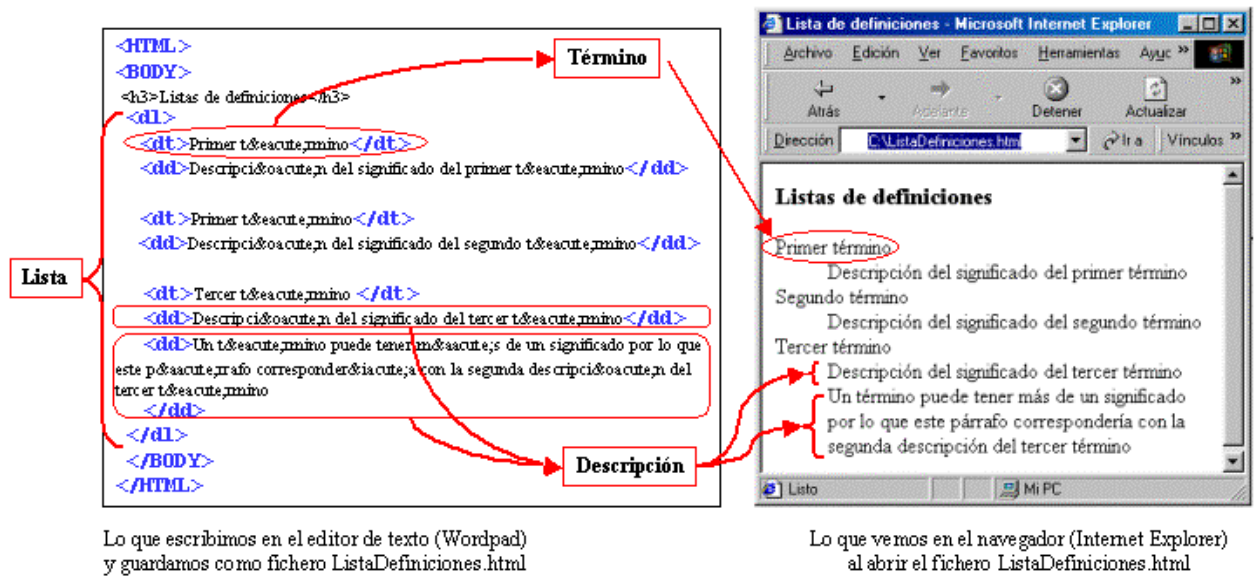 <HTML>
<BODY>
<h3>Listas de definiciones</h3>
<dl>
<dt>Primer t&eacute;rmino</dt>
<dd>Descripci&oacute;n del significado del primer t&eacute;rmino</dd>
<dt>Primer t&eacute;rmino</dt>
<dd>Descripci&oacute;n del significado del segundo t&eacute;rmino</dd>
<dt>Tercer t&eacute;rmino </dt>
<dd>Descripci&oacute;n del significado del tercer t&eacute;rmino</dd>
<dd>Un t&eacute;rmino puede tener m&aacute;s de un significado por lo que
este p&aacute;rrafo corresponder&iacute;a con la segunda descripci&oacute;n del
tercer t&eacute;rmino
</dd>
</dl>
</BODY>
</HTML>
Lista
Término
Descripción
Lista de definiciones - Microsoft Internet Explorer
Archivo Edición Ver Favoritos Herramientas Ayuc »
Atrás Adelante Detener Actualizar »
Dirección C:\ListaDefiniciones.html Ir a Vínculos »
Listas de definiciones
Primer término
Descripción del significado del primer término
Segundo término
Descripción del significado del segundo término
Tercer término
Descripción del significado del tercer término
Un término puede tener más de un significado
por lo que este párrafo correspondería con la
segunda descripción del tercer término
Listo Mi PC
Lo que escribimos en el editor de texto (Wordpad)
y guardamos como fichero ListaDefiniciones.html
Lo que vemos en el navegador (Internet Explorer)
al abrir el fichero ListaDefiniciones.html